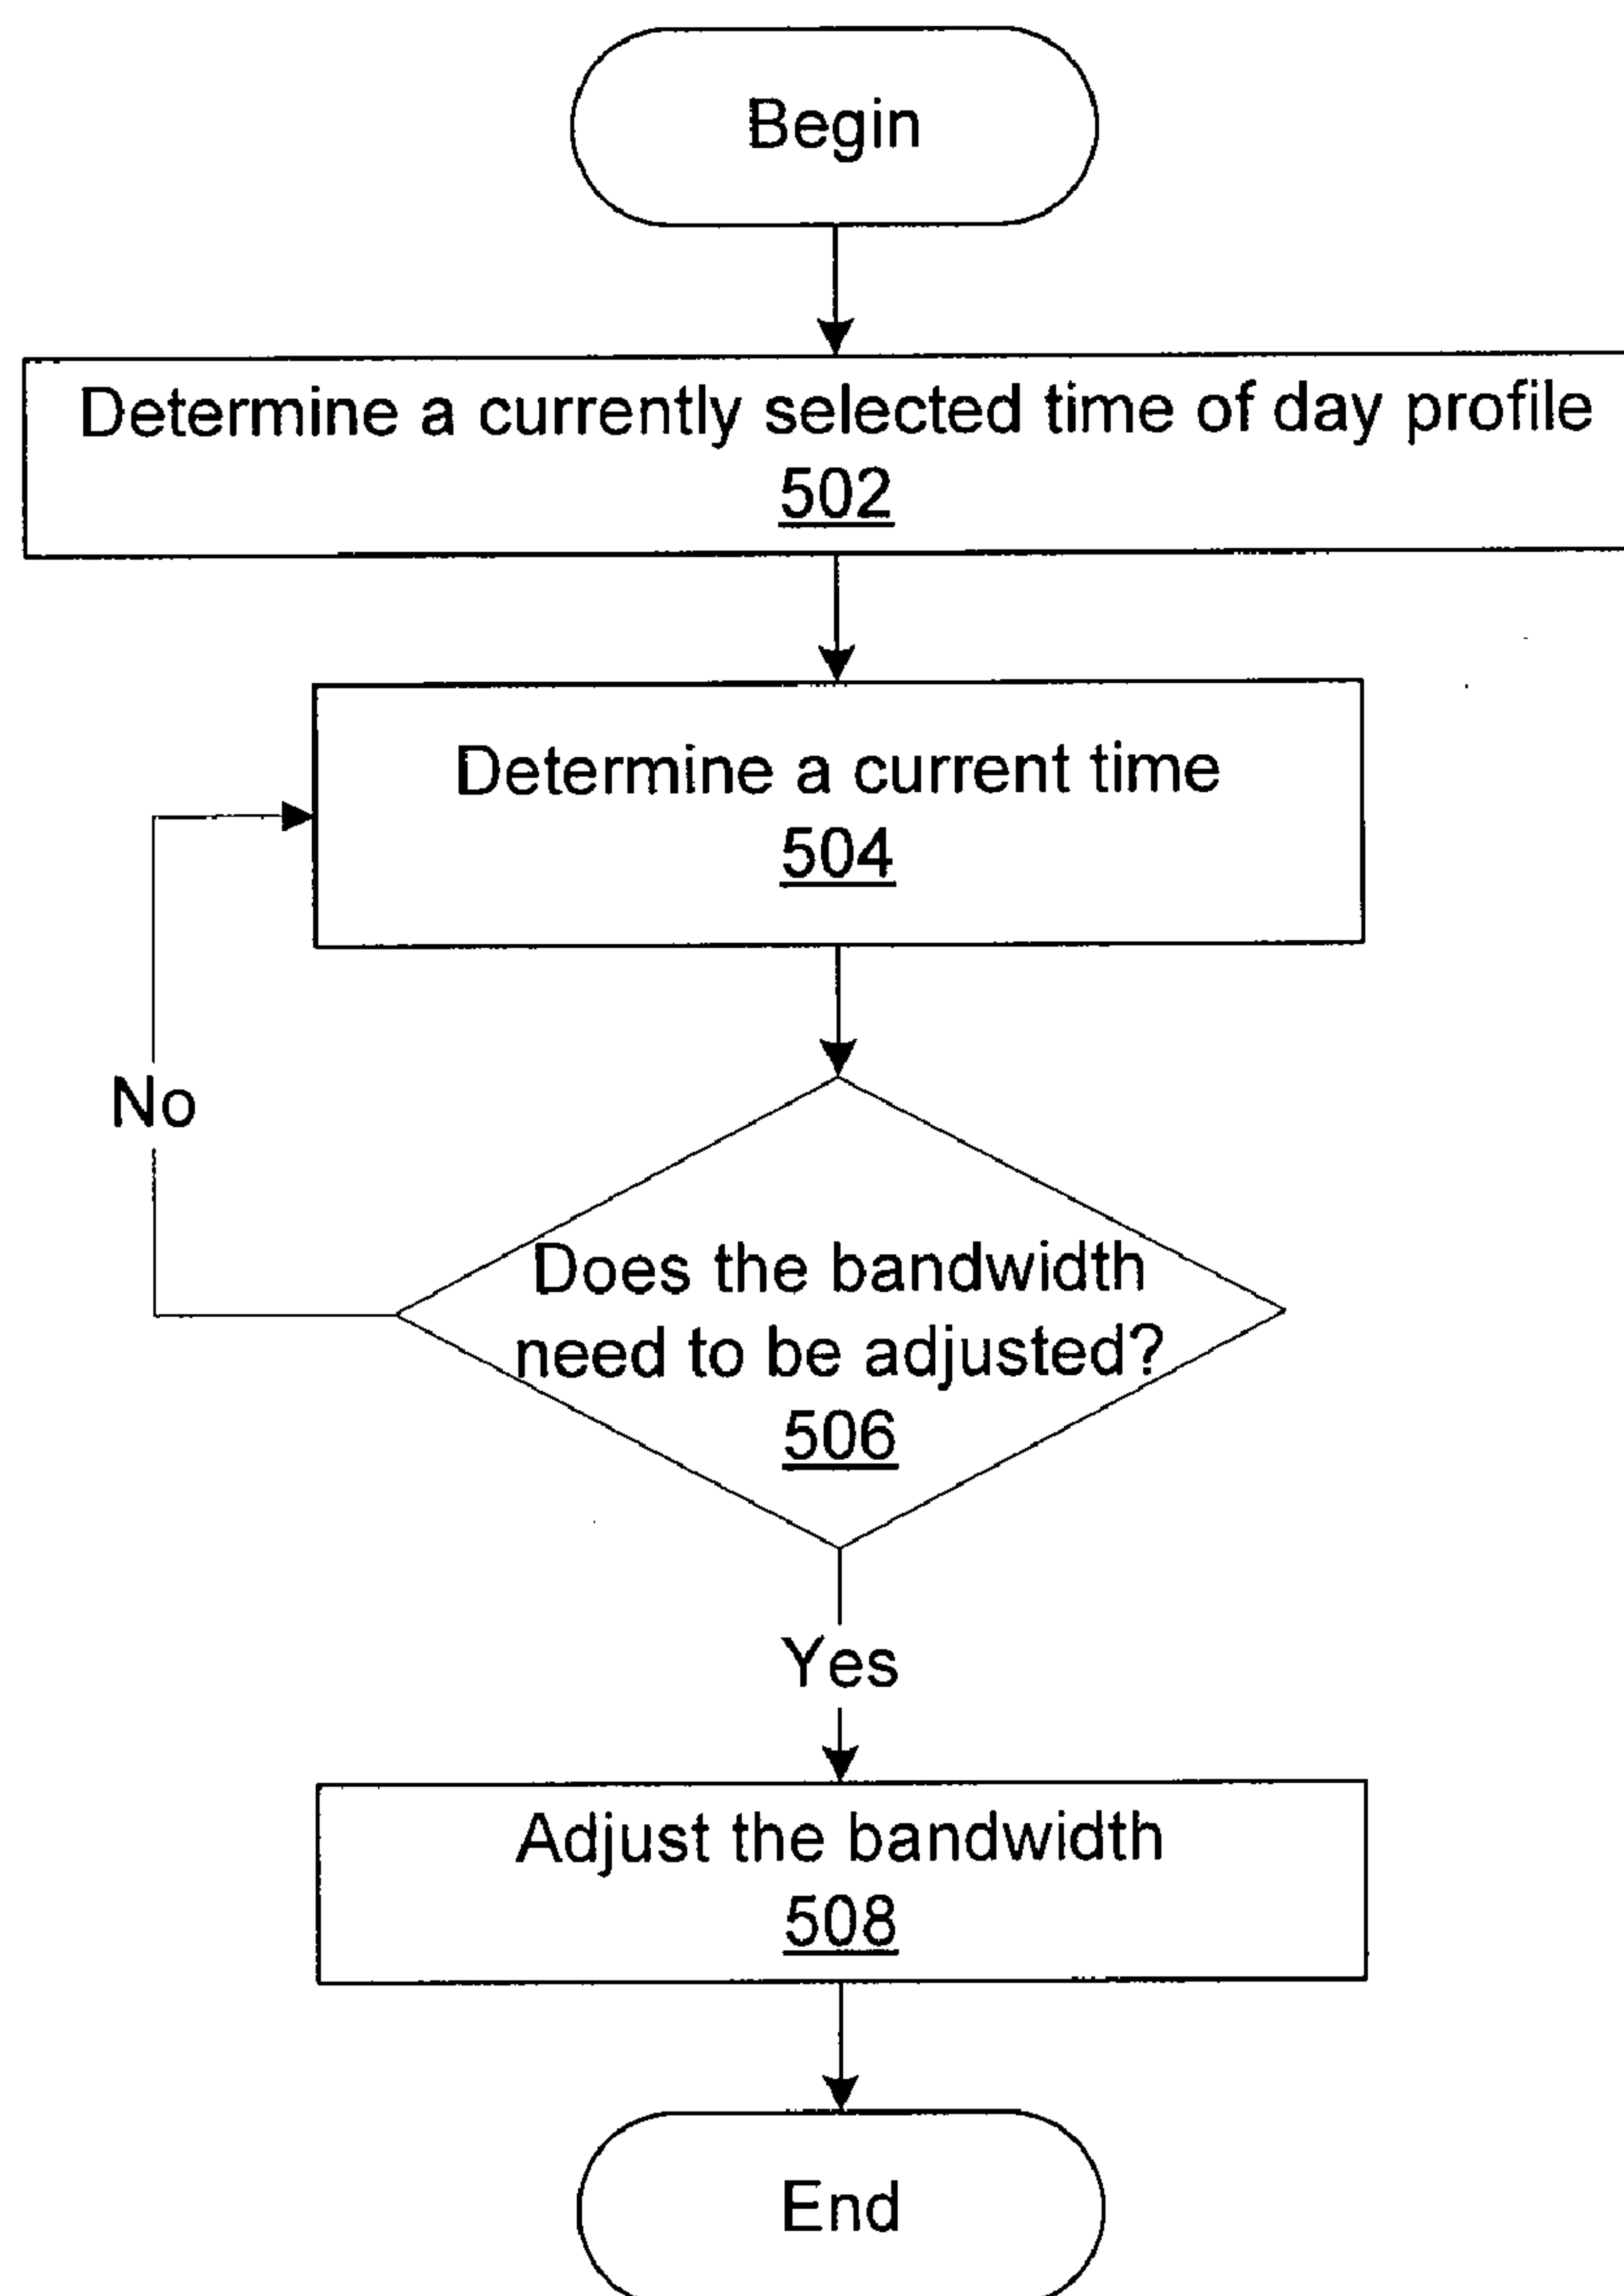 Begin
Determine a currently selected time of day profile
502
Determine a current time
504
No
Does the bandwidth
need to be adjusted?
506
Yes
Adjust the bandwidth
508
End